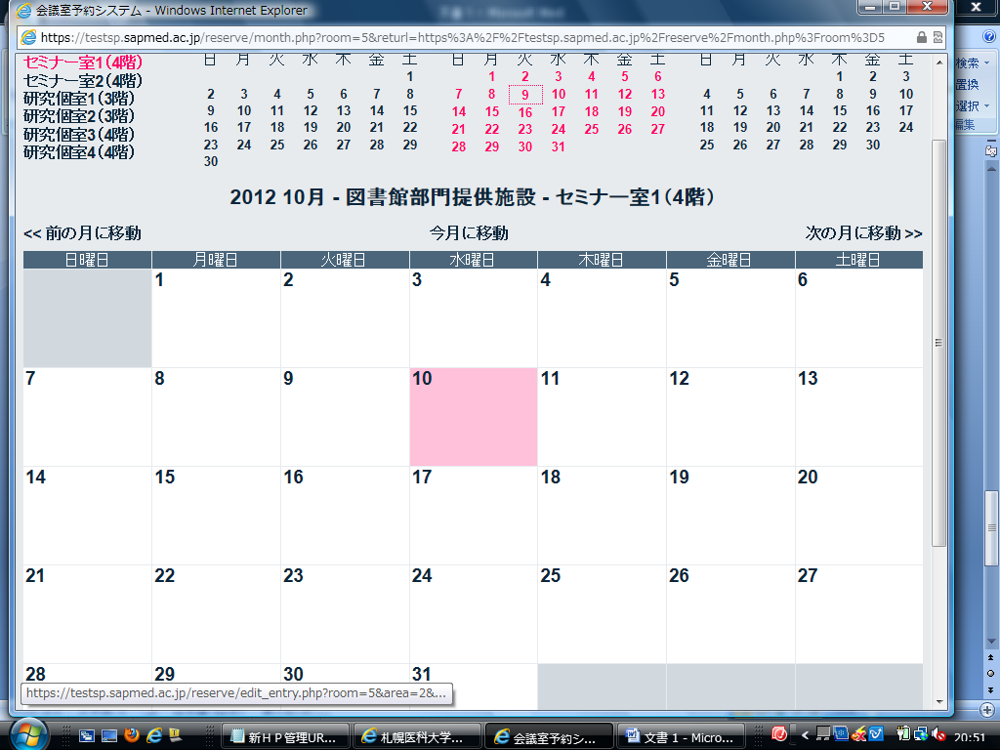 会議室予約システム - Windows Internet Explorer
https://testsp.sapmed.ac.jp/reserve/month.php?room=5&returl=https%3A%2F%2Ftestsp.sapmed.ac.jp%2Freserve%2Fmonth.php%3Froom%3D5
検索
置換
選択
編集
セミナー室1(4階)
セミナー室2(4階)
研究個室1(3階)
研究個室2(3階)
研究個室3(4階)
研究個室4(4階)
日 月 火 水 木 金 土
1
2 3 4 5 6 7 8
9 10 11 12 13 14 15
16 17 18 19 20 21 22
23 24 25 26 27 28 29
30
日 月 火 水 木 金 土
1 2 3 4 5 6
7 8 9 10 11 12 13
14 15 16 17 18 19 20
21 22 23 24 25 26 27
28 29 30 31
日 月 火 水 木 金 土
1 2 3
4 5 6 7 8 9 10
11 12 13 14 15 16 17
18 19 20 21 22 23 24
25 26 27 28 29 30
2012 10月 - 図書館部門提供施設 - セミナー室1(4階)
<< 前の月に移動 今月に移動 次の月に移動 >>
日曜日 月曜日 火曜日 水曜日 木曜日 金曜日 土曜日
1 2 3 4 5 6
7 8 9 10 11 12 13
14 15 16 17 18 19 20
21 22 23 24 25 26 27
28 29 30 31
https://testsp.sapmed.ac.jp/reserve/edit_entry.php?room=5&area=2&...
新HP管理UR... 札幌医科大学... 会議室予約シス... 文書 1 - Micro... 20:51